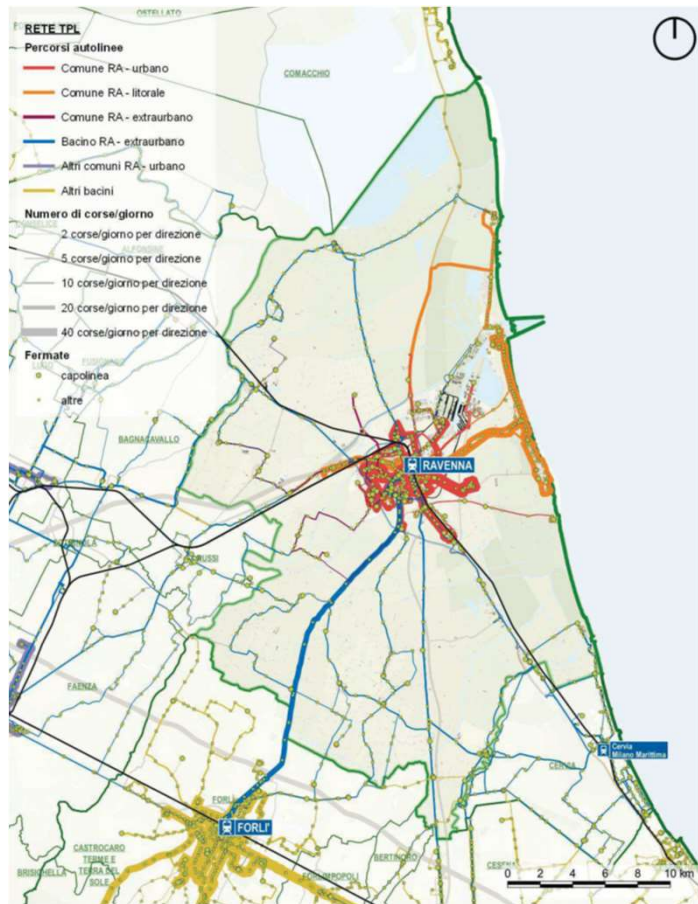 OSTELLATO
RETE TPL
Percorsi autolinee
Comune RA - urbano
Comune RA - litorale
Comune RA - extraurbano
Bacino RA - extraurbano
Altri comuni RA - urbano
Altri bacini
Numero di corse/giorno
2 corse/giorno per direzione
5 corse/giorno per direzione
10 corse/giorno per direzione
20 corse/giorno per direzione
40 corse/giorno per direzione
Fermate
capolinea
altre
COMACCHIO
ALFONSINE
BAGNACAVALLO
RAVENNA
RUSSI
FAENZA
Cervia
Milano Marittima
CERVIA
FORLÌ
FORLI'
CASTROCARO
TERME E
TERRA DEL
SOLE
BRISIGHELLA
FORLIMPOPOLI
BERTINORO
CESENA
0 2 4 6 8 10 km